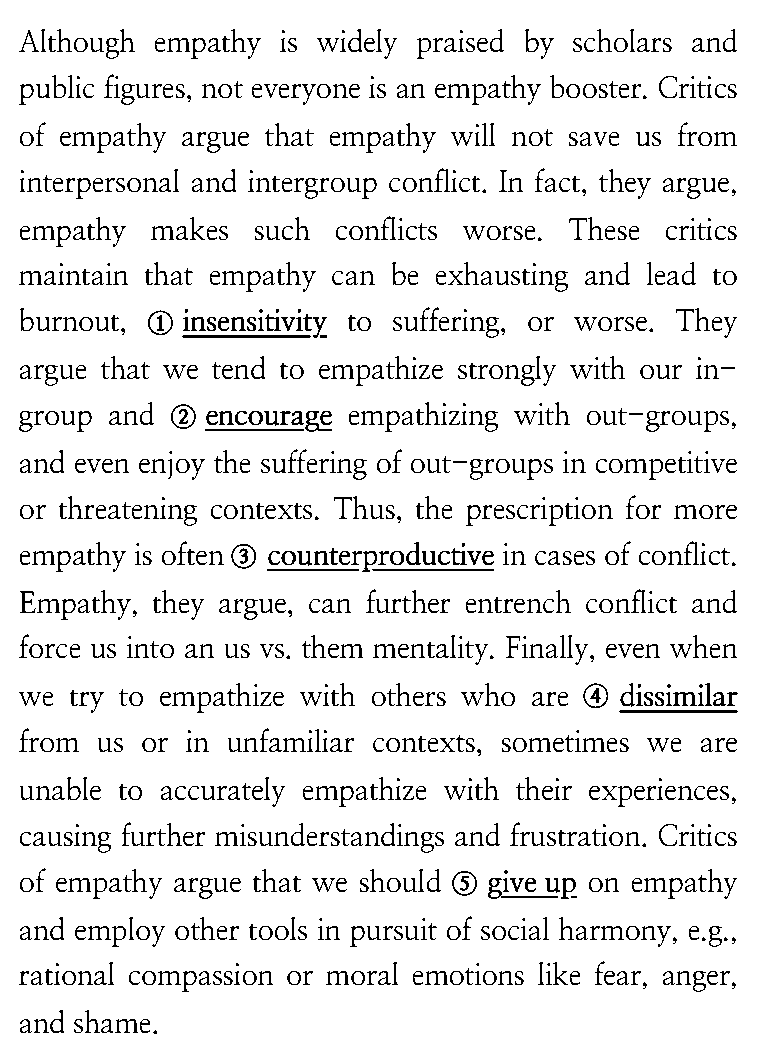 Although empathy is widely praised by scholars and
public figures, not everyone is an empathy booster. Critics
of empathy argue that empathy will not save us from
interpersonal and intergroup conflict. In fact, they argue,
empathy makes such conflicts worse. These critics
maintain that empathy can be exhausting and lead to
burnout, ① insensitivity to suffering, or worse. They
argue that we tend to empathize strongly with our in-
group and ② encourage empathizing with out-groups,
and even enjoy the suffering of out-groups in competitive
or threatening contexts. Thus, the prescription for more
empathy is often ③ counterproductive in cases of conflict.
Empathy, they argue, can further entrench conflict and
force us into an us vs. them mentality. Finally, even when
we try to empathize with others who are ④ dissimilar
from us or in unfamiliar contexts, sometimes we are
unable to accurately empathize with their experiences,
causing further misunderstandings and frustration. Critics
of empathy argue that we should ⑤ give up on empathy
and employ other tools in pursuit of social harmony, e.g.,
rational compassion or moral emotions like fear, anger,
and shame.